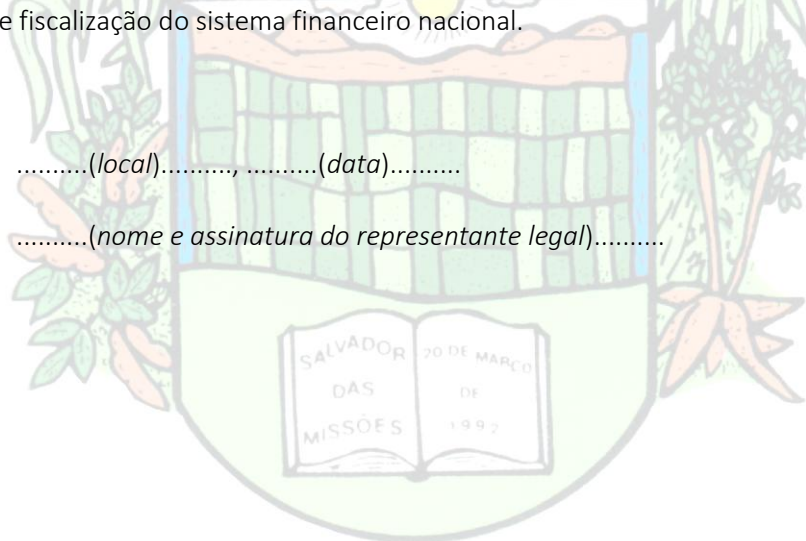 e fiscalização do sistema financeiro nacional.
..........(local).........., ..........(data)..........
..........(nome e assinatura do representante legal)..........
SALVADOR
DAS
MISSÕES
20 DE MARÇO
DE
1992